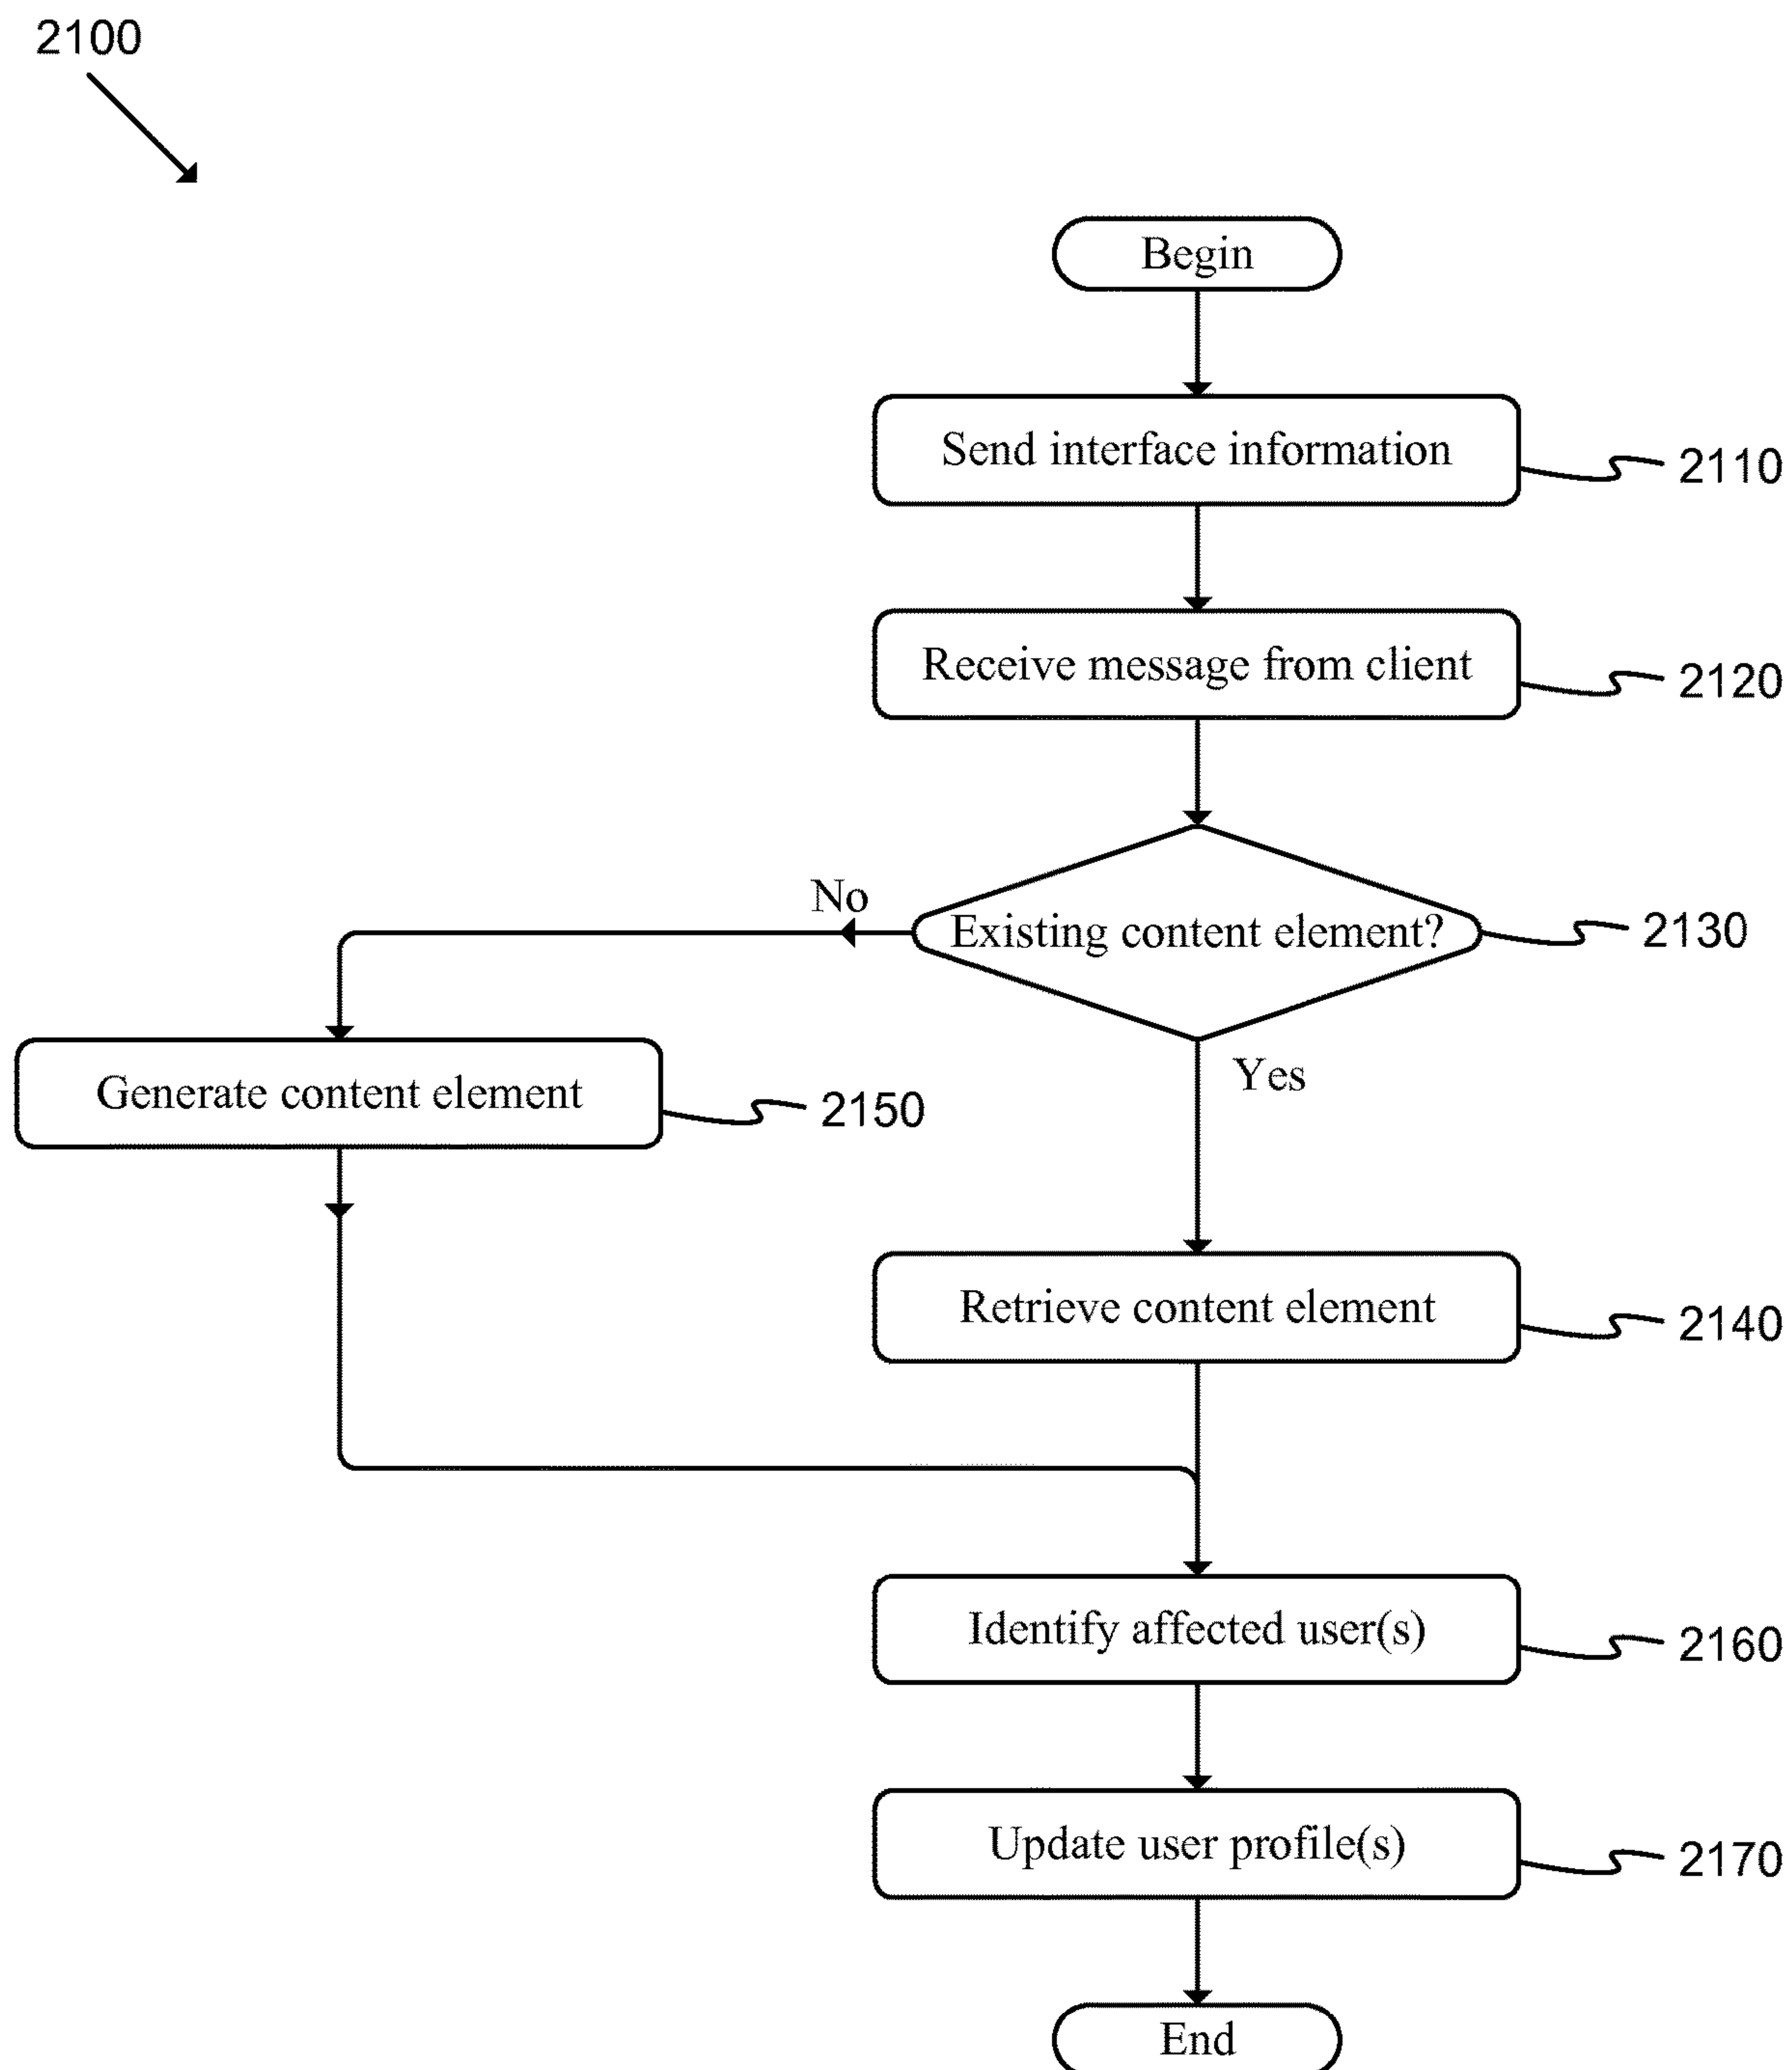 2100
Begin
Send interface information
2110
Receive message from client
2120
No
Existing content element?
2130
Yes
Generate content element
2150
Retrieve content element
2140
Identify affected user(s)
2160
Update user profile(s)
2170
End